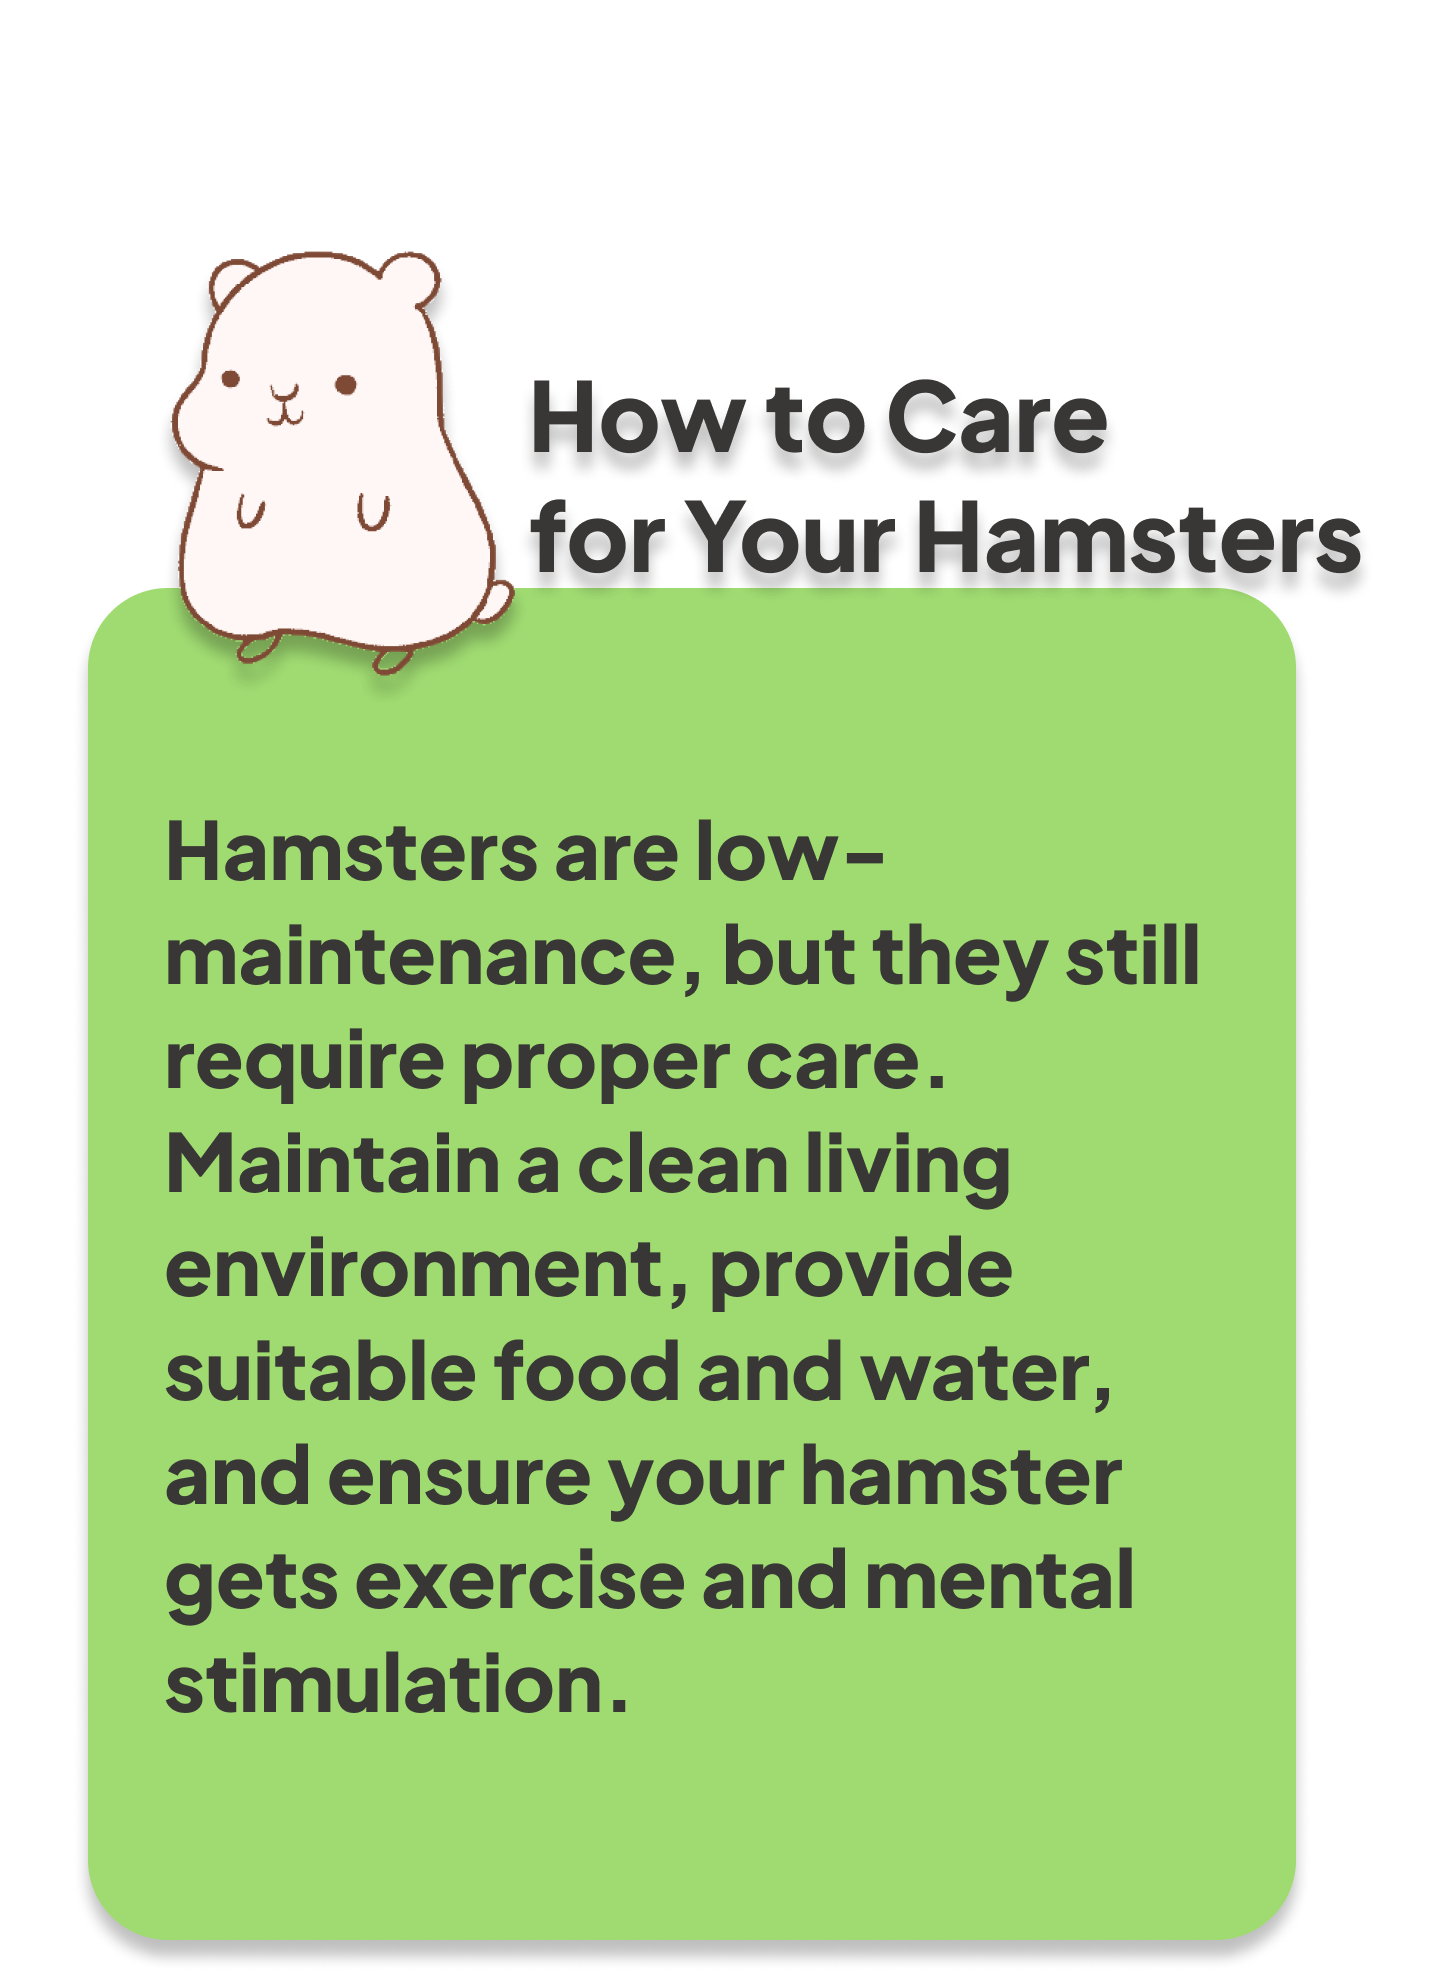 How to Care
for Your Hamsters
Hamsters are low-
maintenance, but they still
require proper care.
Maintain a clean living
environment, provide
suitable food and water,
and ensure your hamster
gets exercise and mental
stimulation.